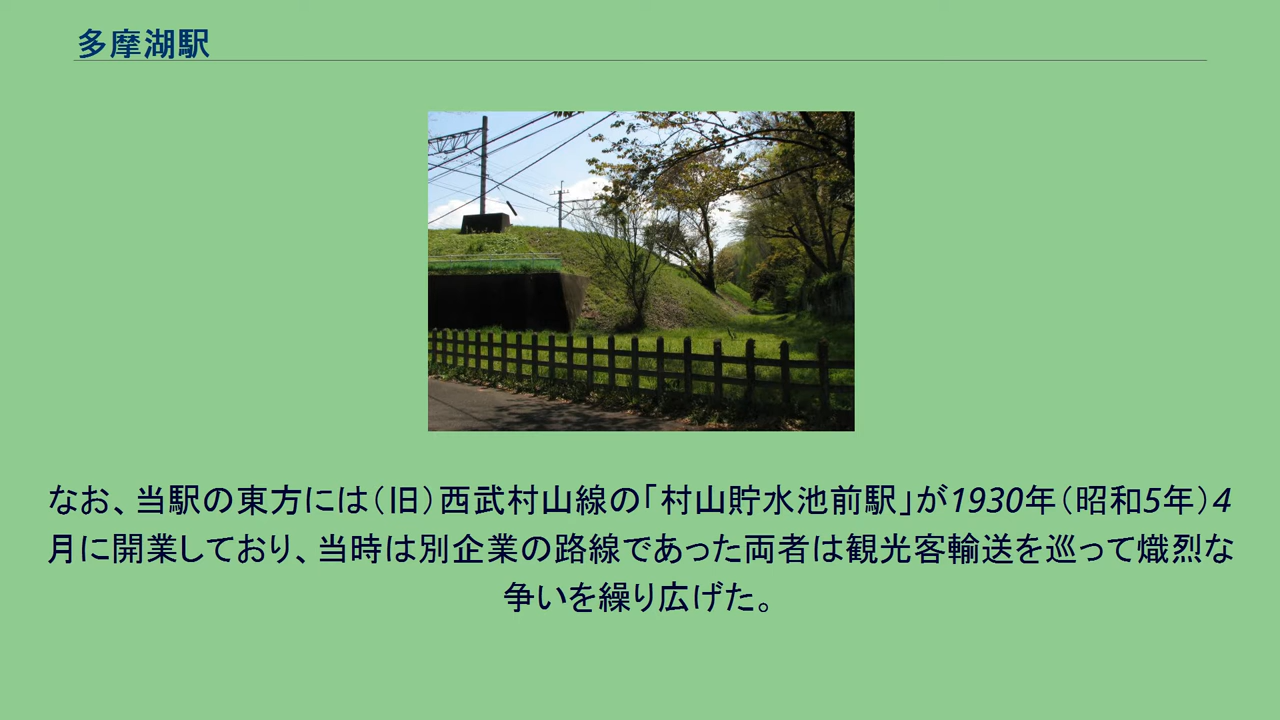 多摩湖駅
なお、当駅の東方には（旧）西武村山線の「村山貯水池前駅」が1930年（昭和5年）4
月に開業しており、当時は別企業の路線であった両者は観光客輸送を巡って熾烈な
争いを繰り広げた。